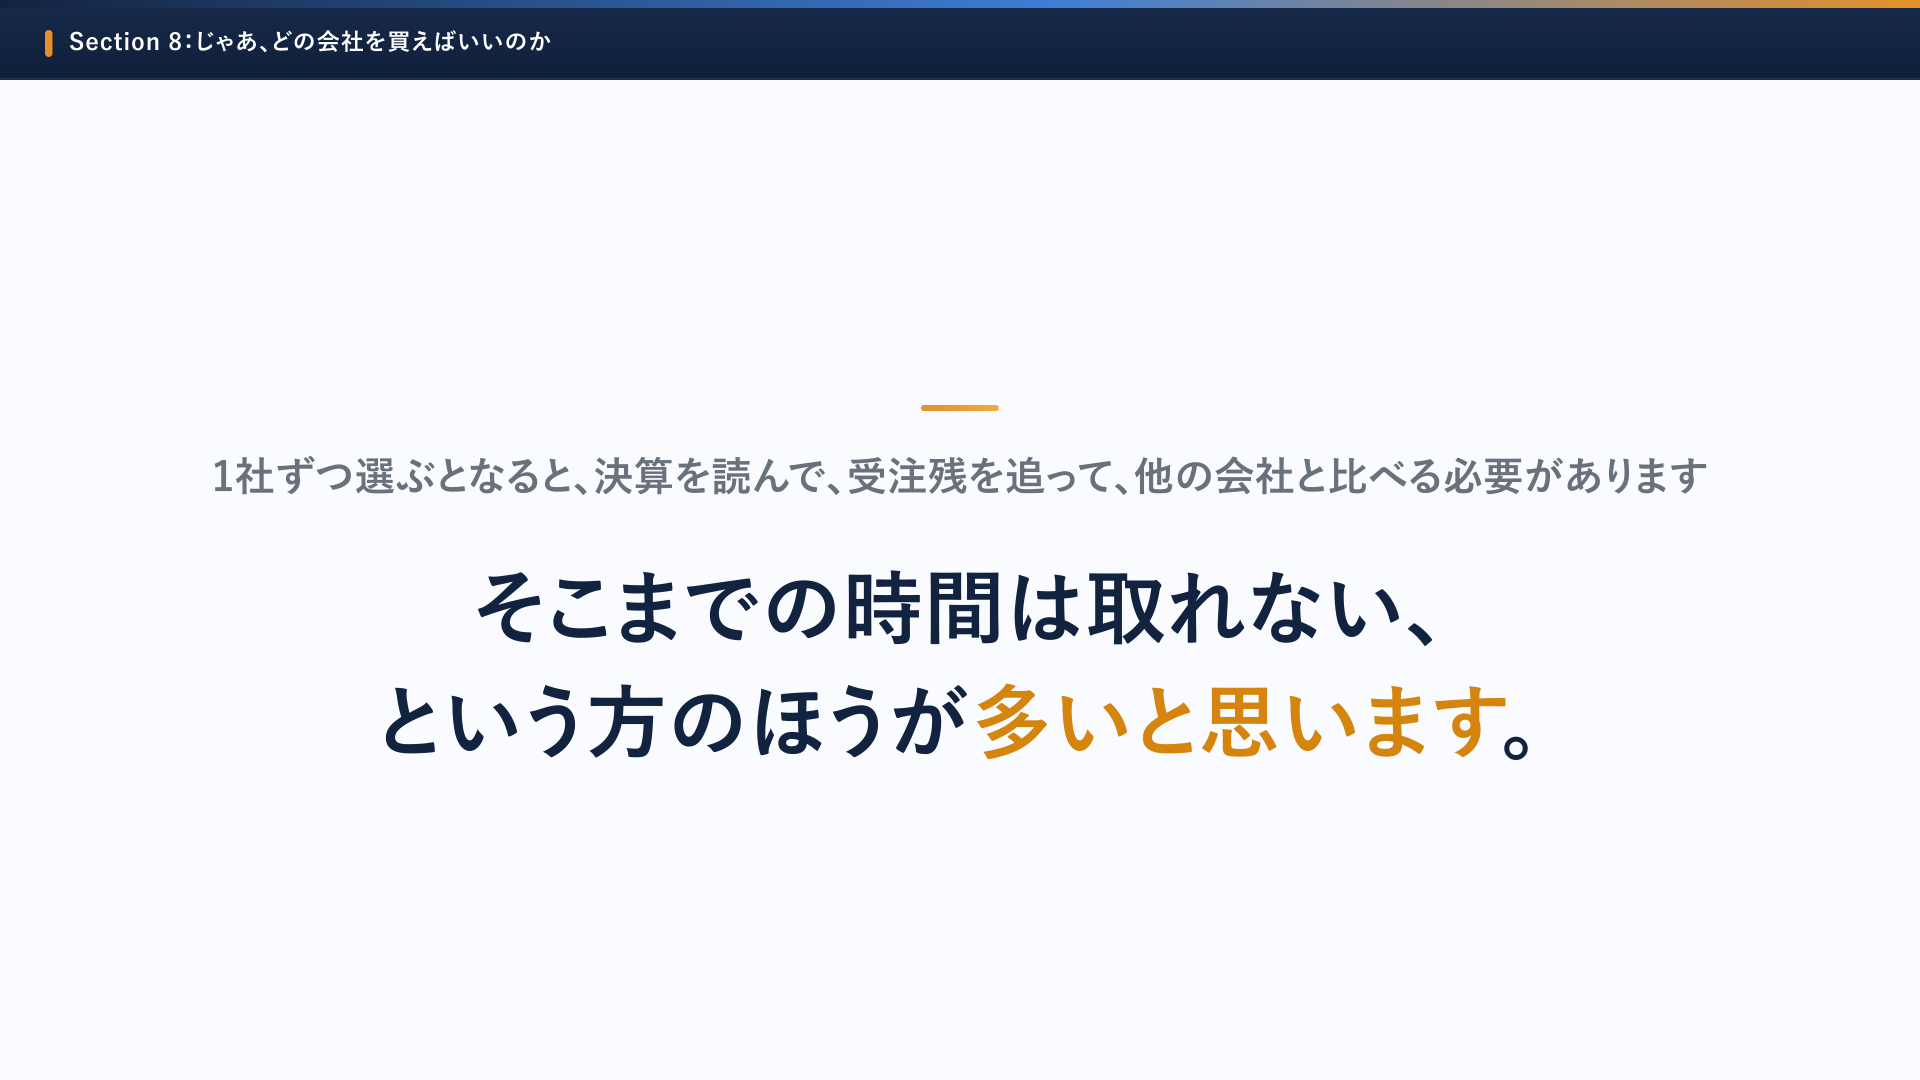 Section 8：じゃあ、どの会社を買えばいいのか
1社ずつ選ぶとなると、決算を読んで、受注残を追って、他の会社と比べる必要があります
そこまでの時間は取れない、
という方のほうが多いと思います。